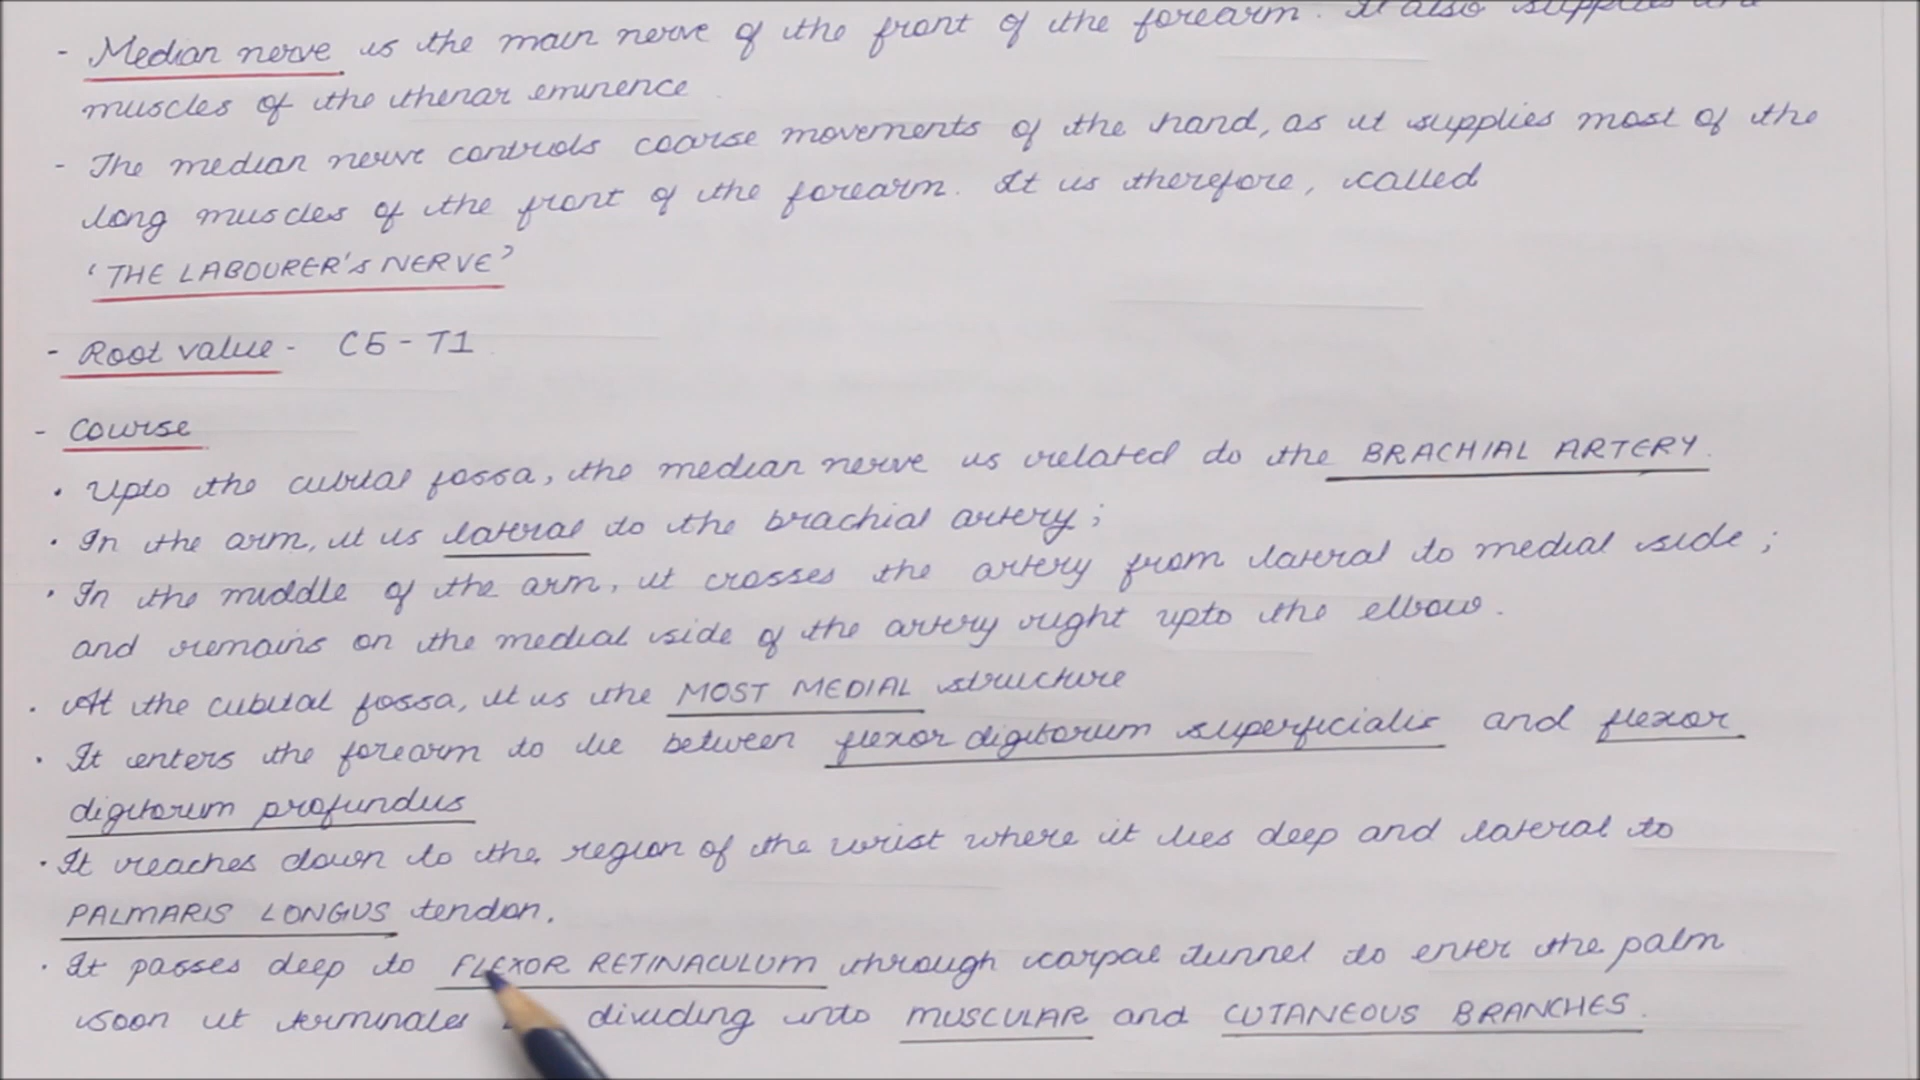 - Median nerve is the main nerve of the front of the forearm. It also supplies
muscles of the thenar eminence
- The median nerve controls coarse movements of the hand, as it supplies most of the
long muscles of the front of the forearm. It is therefore, called
'THE LABOURER'S NERVE'
- Root value - C5 - T1
- Course
• Upto the cubital fossa, the median nerve is related to the BRACHIAL ARTERY.
• In the arm, it is lateral to the brachial artery;
• In the middle of the arm, it crosses the artery from lateral to medial side;
and remains on the medial side of the artery right upto the elbow.
• At the cubital fossa, it is the MOST MEDIAL structure
• It enters the forearm to lie between flexor digitorum superficialis and flexor
digitorum profundus
• It reaches down to the region of the wrist where it lies deep and lateral to
PALMARIS LONGUS tendon.
• It passes deep to FLEXOR RETINACULUM through carpal tunnel to enter the palm
soon it terminates dividing into MUSCULAR and CUTANEOUS BRANCHES.